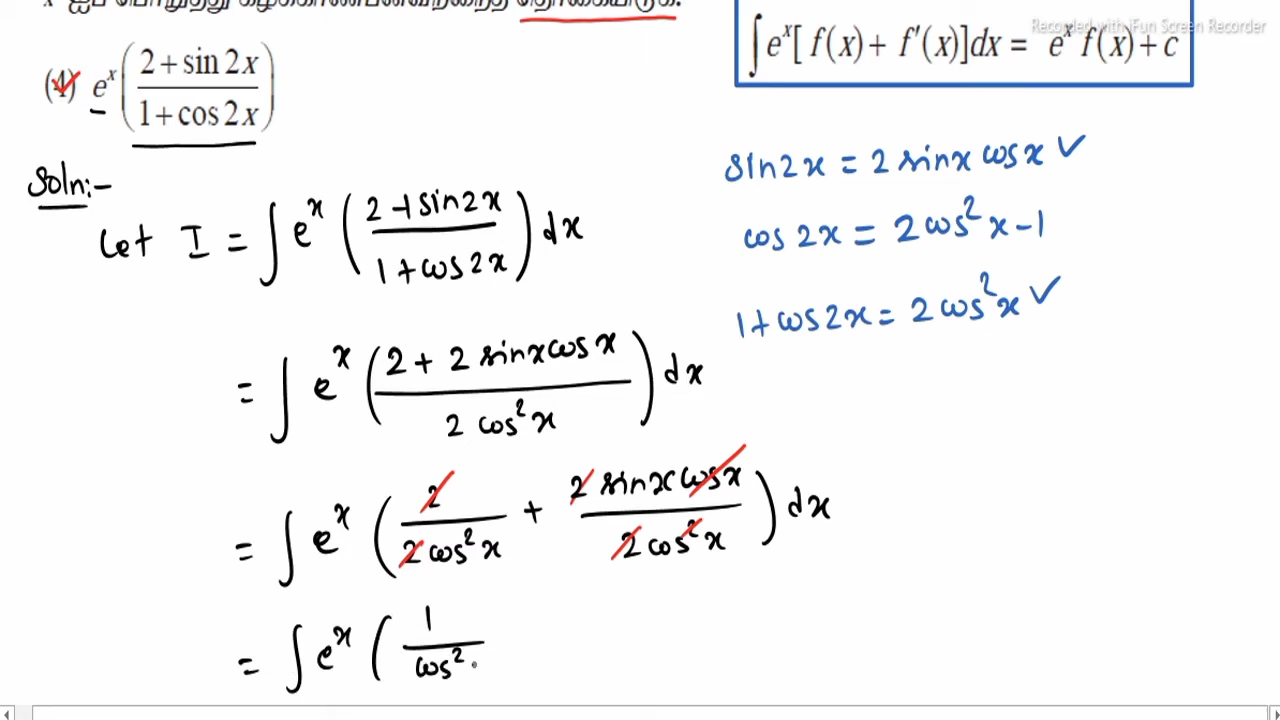 தொகையிடுக.
Recorded with iFun Screen Recorder
(4) e^x ( (2 + sin 2x) / (1 + cos 2x) )
∫ e^x [ f(x) + f'(x) ] dx = e^x f(x) + c
Soln:-
Let I = ∫ e^x ( (2 + sin 2x) / (1 + cos 2x) ) dx
= ∫ e^x ( (2 + 2 sin x cos x) / (2 cos² x) ) dx
= ∫ e^x ( 2 / (2 cos² x) + (2 sin x cos x) / (2 cos² x) ) dx
= ∫ e^x ( 1 / cos²
sin 2x = 2 sin x cos x ✓
cos 2x = 2 cos² x - 1
1 + cos 2x = 2 cos² x ✓